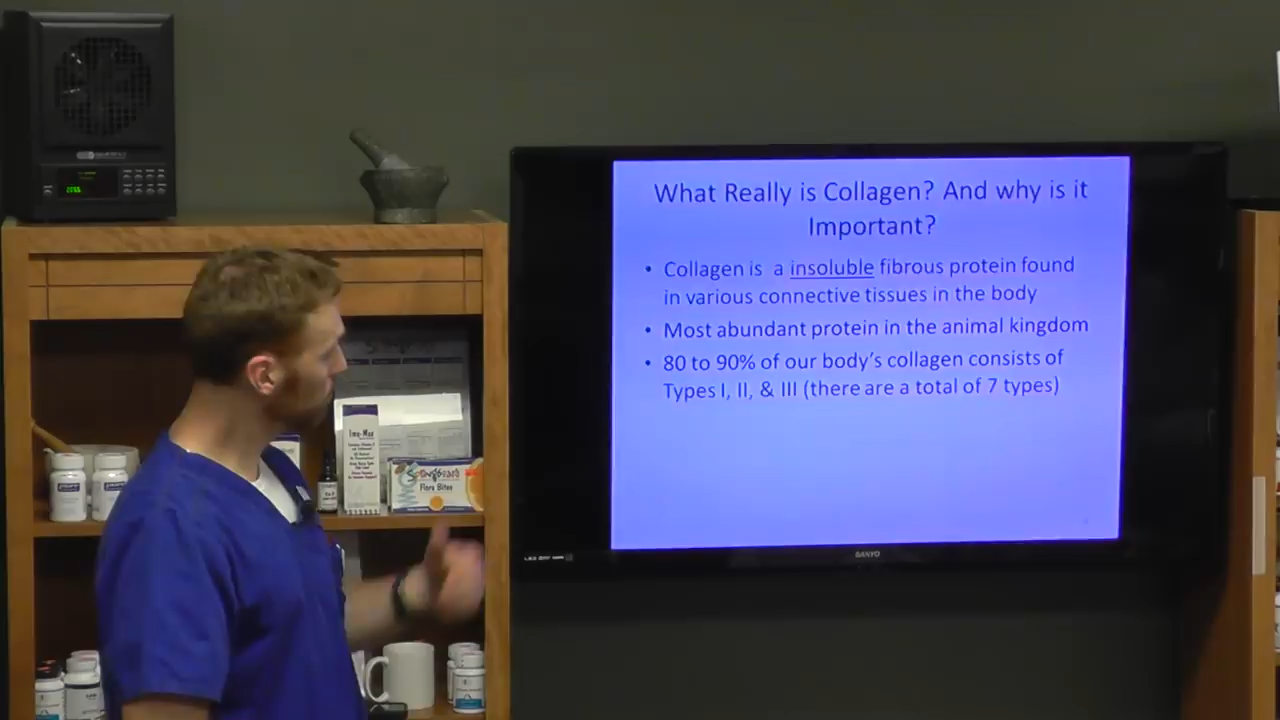 What Really is Collagen? And why is it
Important?
• Collagen is a insoluble fibrous protein found
in various connective tissues in the body
• Most abundant protein in the animal kingdom
• 80 to 90% of our body's collagen consists of
Types I, II, & III (there are a total of 7 types)
SANYO
Flora Bites